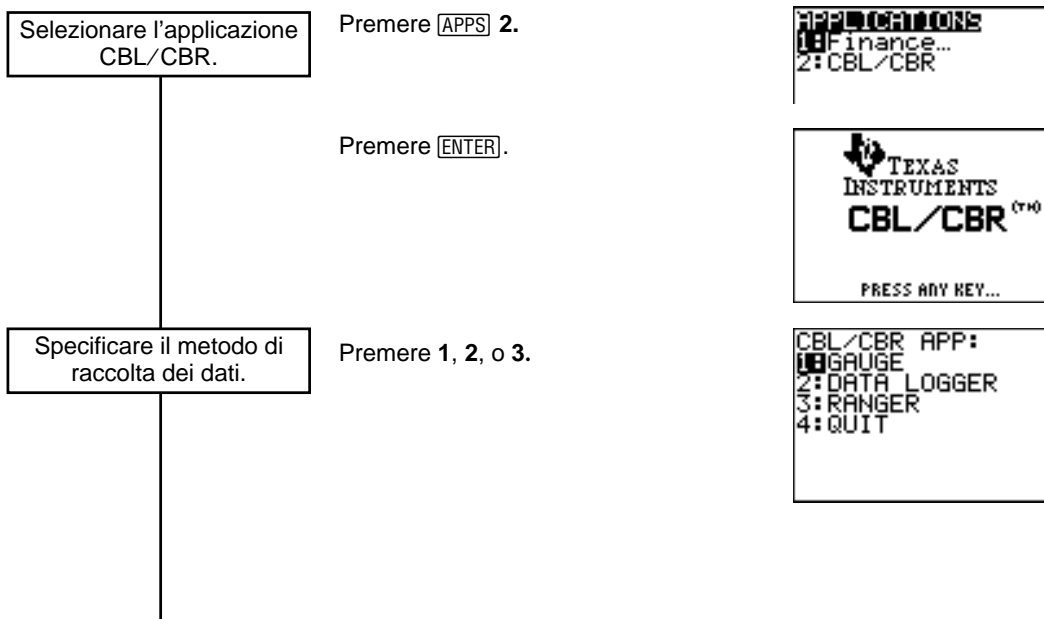 Selezionare l'applicazione
CBL/CBR.
Premere [APPS] 2.
APPLICATIONS
1:Finance…
2:CBL/CBR
Premere [ENTER].
TEXAS
INSTRUMENTS
CBL/CBR (TM)
PRESS ANY KEY...
Specificare il metodo di
raccolta dei dati.
Premere 1, 2, o 3.
CBL/CBR APP:
1:GAUGE
2:DATA LOGGER
3:RANGER
4:QUIT